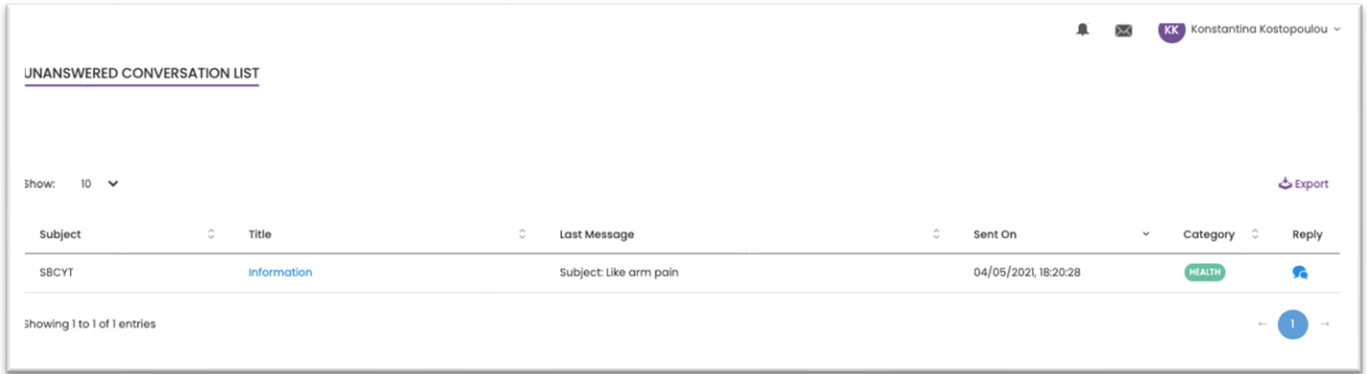 KK Konstantina Kostopoulou
UNANSWERED CONVERSATION LIST
Show: 10
Export
Subject Title Last Message Sent On Category Reply
S8CYT Information Subject: Like arm pain 04/05/2021, 18:20:28 HEALTH
Showing 1 to 1 of 1 entries
← 1 →